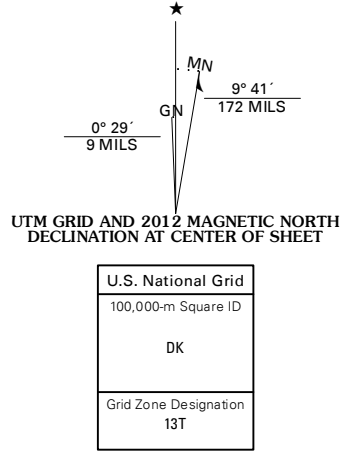 ★
MN
GN
9° 41´
172 MILS
0° 29´
9 MILS
UTM GRID AND 2012 MAGNETIC NORTH
DECLINATION AT CENTER OF SHEET
U.S. National Grid
100,000-m Square ID
DK
Grid Zone Designation
13T